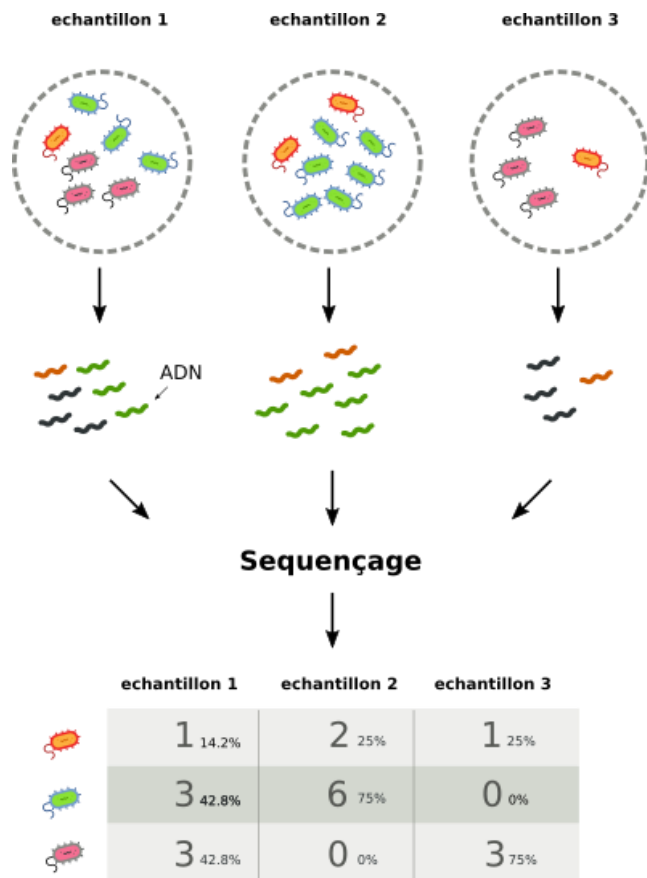 echantillon 1 echantillon 2 echantillon 3
ADN
Sequençage
echantillon 1 echantillon 2 echantillon 3
1 14.2% 2 25% 1 25%
3 42.8% 6 75% 0 0%
3 42.8% 0 0% 3 75%